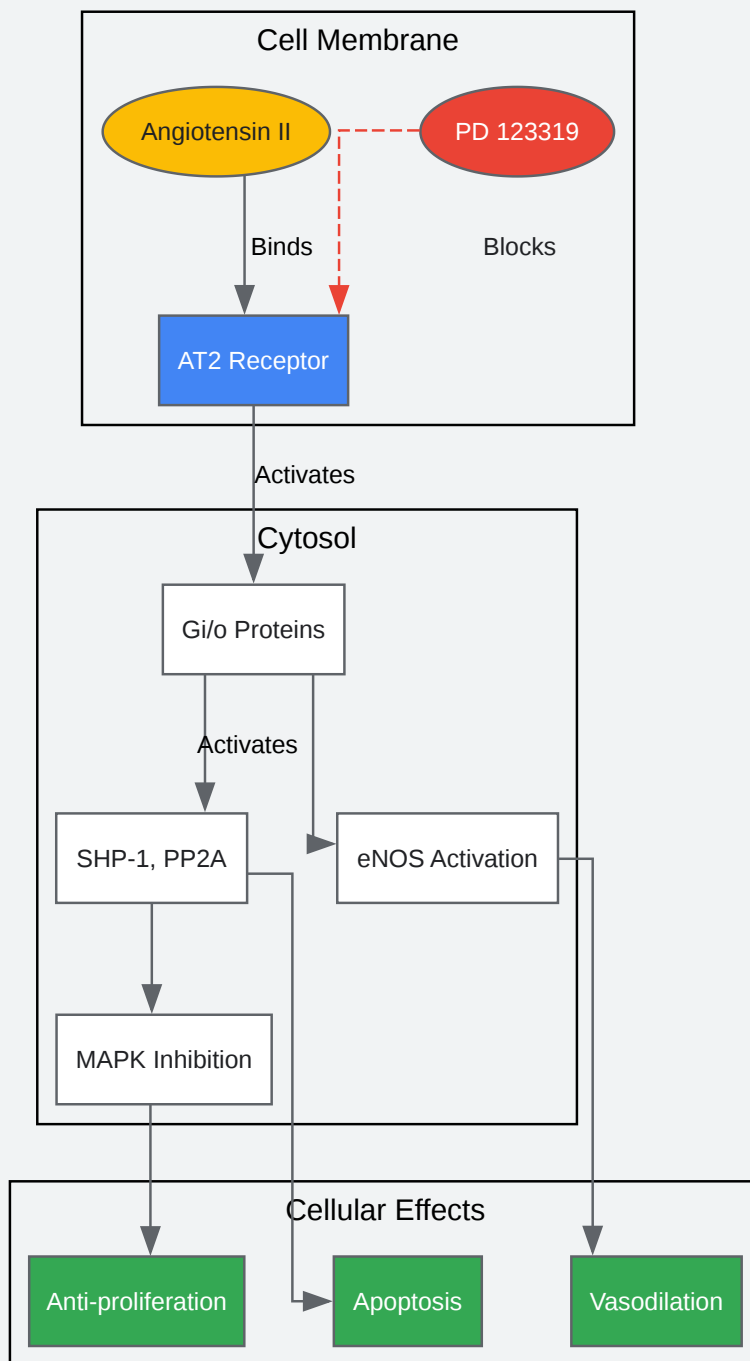 Cell Membrane
Angiotensin II
PD 123319
Binds
Blocks
AT2 Receptor
Activates
Cytosol
Gi/o Proteins
Activates
SHP-1, PP2A
eNOS Activation
MAPK Inhibition
Cellular Effects
Anti-proliferation
Apoptosis
Vasodilation